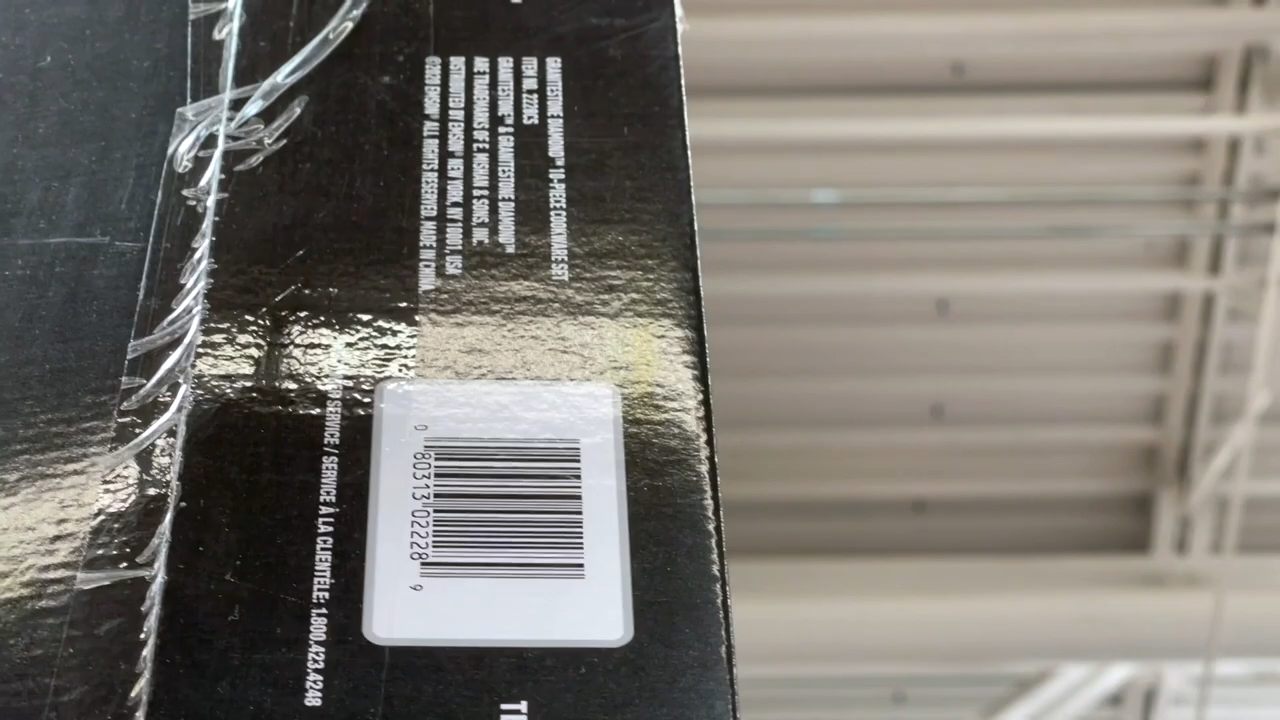 GRANITESTONE DIAMOND™ 10-PIECE COOKWARE SET
ITEM NO. 2228CS
GRANITESTONE™ & GRANITESTONE DIAMOND™
ARE TRADEMARKS OF E. MISHAN & SONS, INC.
DISTRIBUTED BY EMSON® NEW YORK, NY 10001, USA
©2020 EMSON® ALL RIGHTS RESERVED. MADE IN CHINA.
SERVICE / SERVICE À LA CLIENTÈLE: 1.800.423.4248
0 80313 02228 9